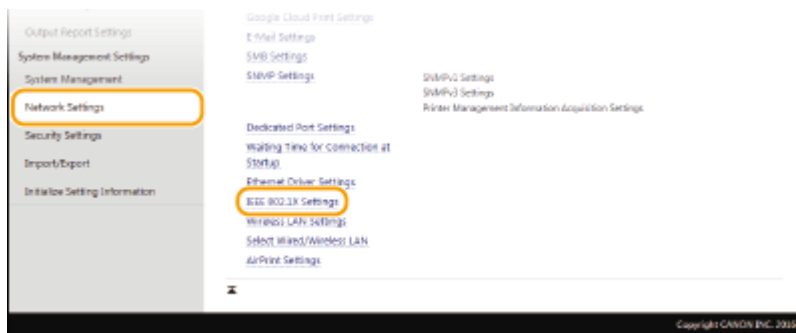 Output Report Settings
System Management Settings
System Management
Network Settings
Security Settings
Import/Export
Initialize Setting Information
Google Cloud Print Settings
E-Mail Settings
SMB Settings
SNMP Settings
SNMPv1 Settings
SNMPv3 Settings
Printer Management Information Acquisition Settings
Dedicated Port Settings
Waiting Time for Connection at
Startup
Ethernet Driver Settings
IEEE 802.1X Settings
Wireless LAN Settings
Select Wired/Wireless LAN
AirPrint Settings
Copyright CANON INC. 2016